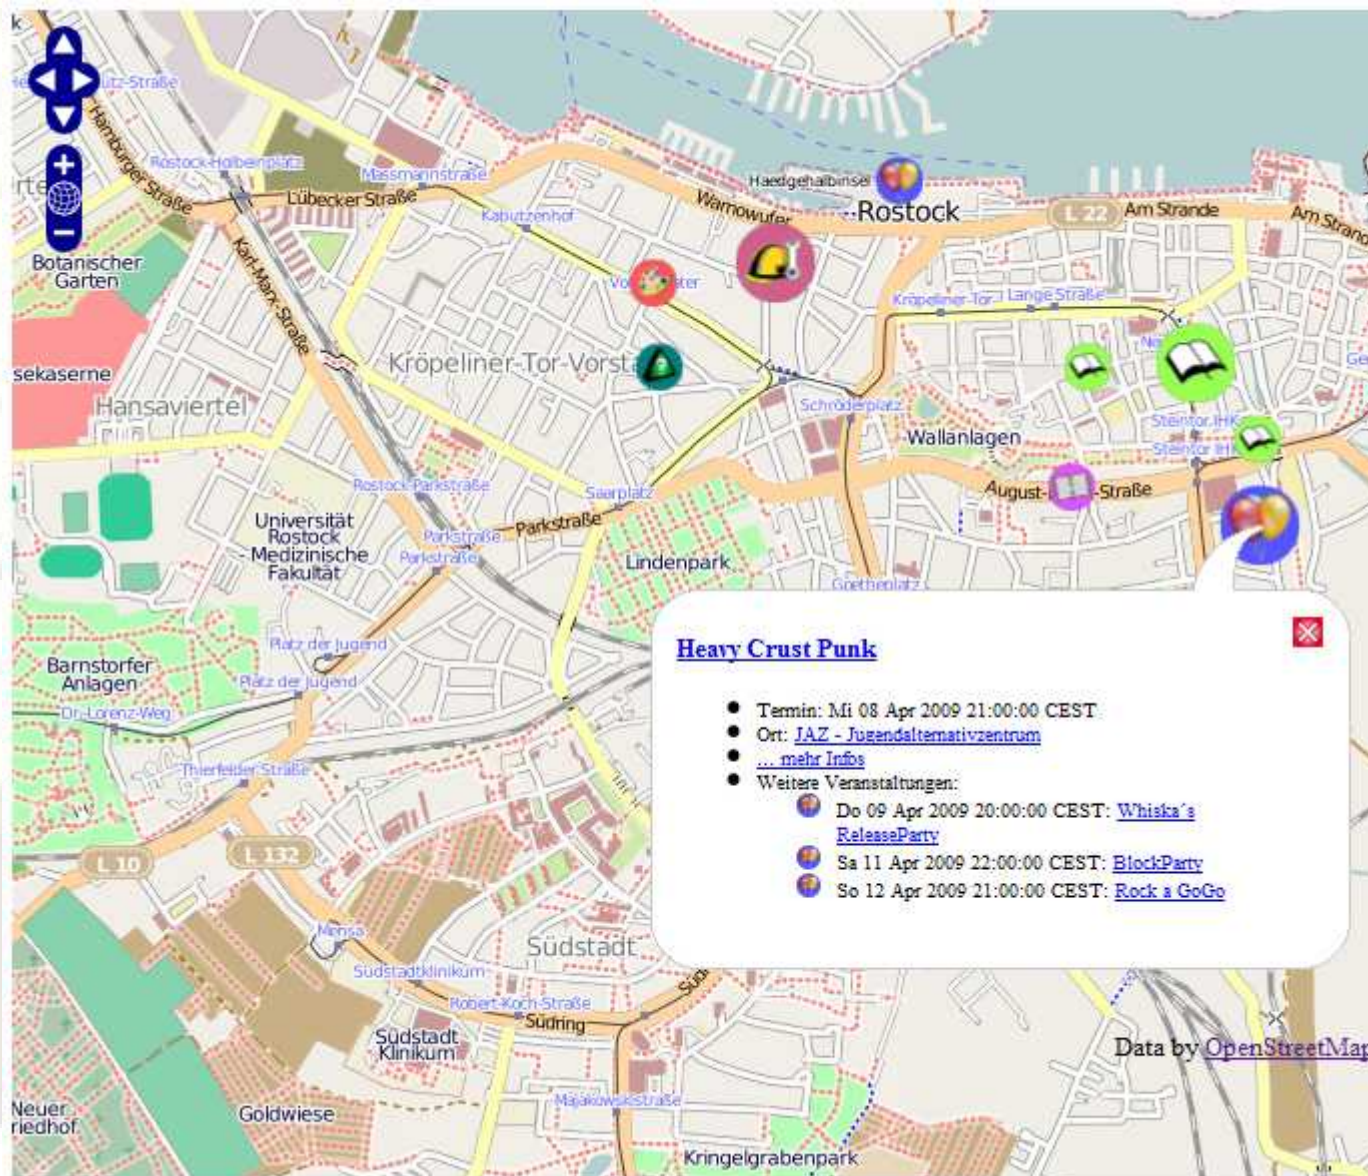 k
utz-Straße
Hamburger Straße
Rostock-Holbeinplatz
Massmannstraße
Lübecker Straße
Kabutzenhof
Warnowufer
Haedgehalbinsel
Rostock
L 22
Am Strande
Am Strand
Botanischer
Garten
Karl-Marx-Straße
Kröpeliner Tor
Lange Straße
Kröpeliner-Tor-Vorsta
sekaserne
Hansaviertel
Schröderplatz
Steintor IHK
Steintor IH
Wallanlagen
August- -Straße
Rostock-Parkstraße
Saarplatz
Parkstraße
Parkstraße
Parkstraße
Universität
Rostock
- Medizinische
Fakultät
Lindenpark
Goetheplatz
Platz der Jugend
Platz der Jugend
Barnstorfer
Anlagen
Dr.-Lorenz-Weg
Thierfelder Straße
L 10
L 132
Heavy Crust Punk
Termin: Mi 08 Apr 2009 21:00:00 CEST
Ort: JAZ - Jugendalternativzentrum
... mehr Infos
Weitere Veranstaltungen:
Do 09 Apr 2009 20:00:00 CEST: Whiska´s
ReleaseParty
Sa 11 Apr 2009 22:00:00 CEST: BlockParty
So 12 Apr 2009 21:00:00 CEST: Rock a GoGo
Mensa
Südstadt
Südstadtklinikum
Robert-Koch-Straße
Südring
Südstadt
Klinikum
Data by OpenStreetMap
Neuer
riedhof
Goldwiese
Majakowskistraße
Kringelgrabenpark